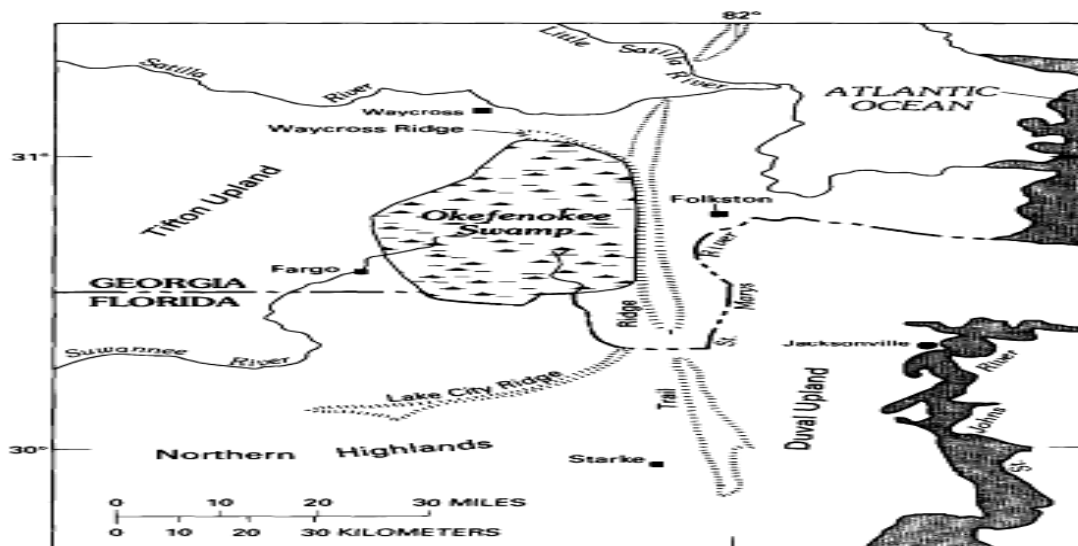 82°
Little Satilla River
Satilla River
ATLANTIC
OCEAN
Waycross
Waycross Ridge
31°
Tifton Upland
Folkston
Okefenokee
Swamp
Fargo
GEORGIA
FLORIDA
St. Marys River
Suwannee River
Trail Ridge
Jacksonville
Lake City Ridge
Duval Upland
St. Johns River
30°
Northern Highlands
Starke
0 10 20 30 MILES
0 10 20 30 KILOMETERS